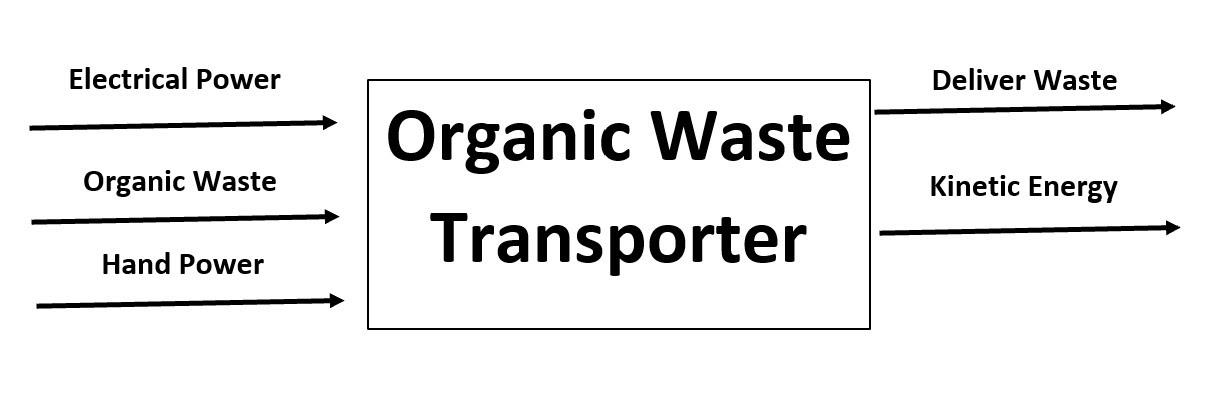 Electrical Power
Organic Waste
Hand Power
Organic Waste
Transporter
Deliver Waste
Kinetic Energy